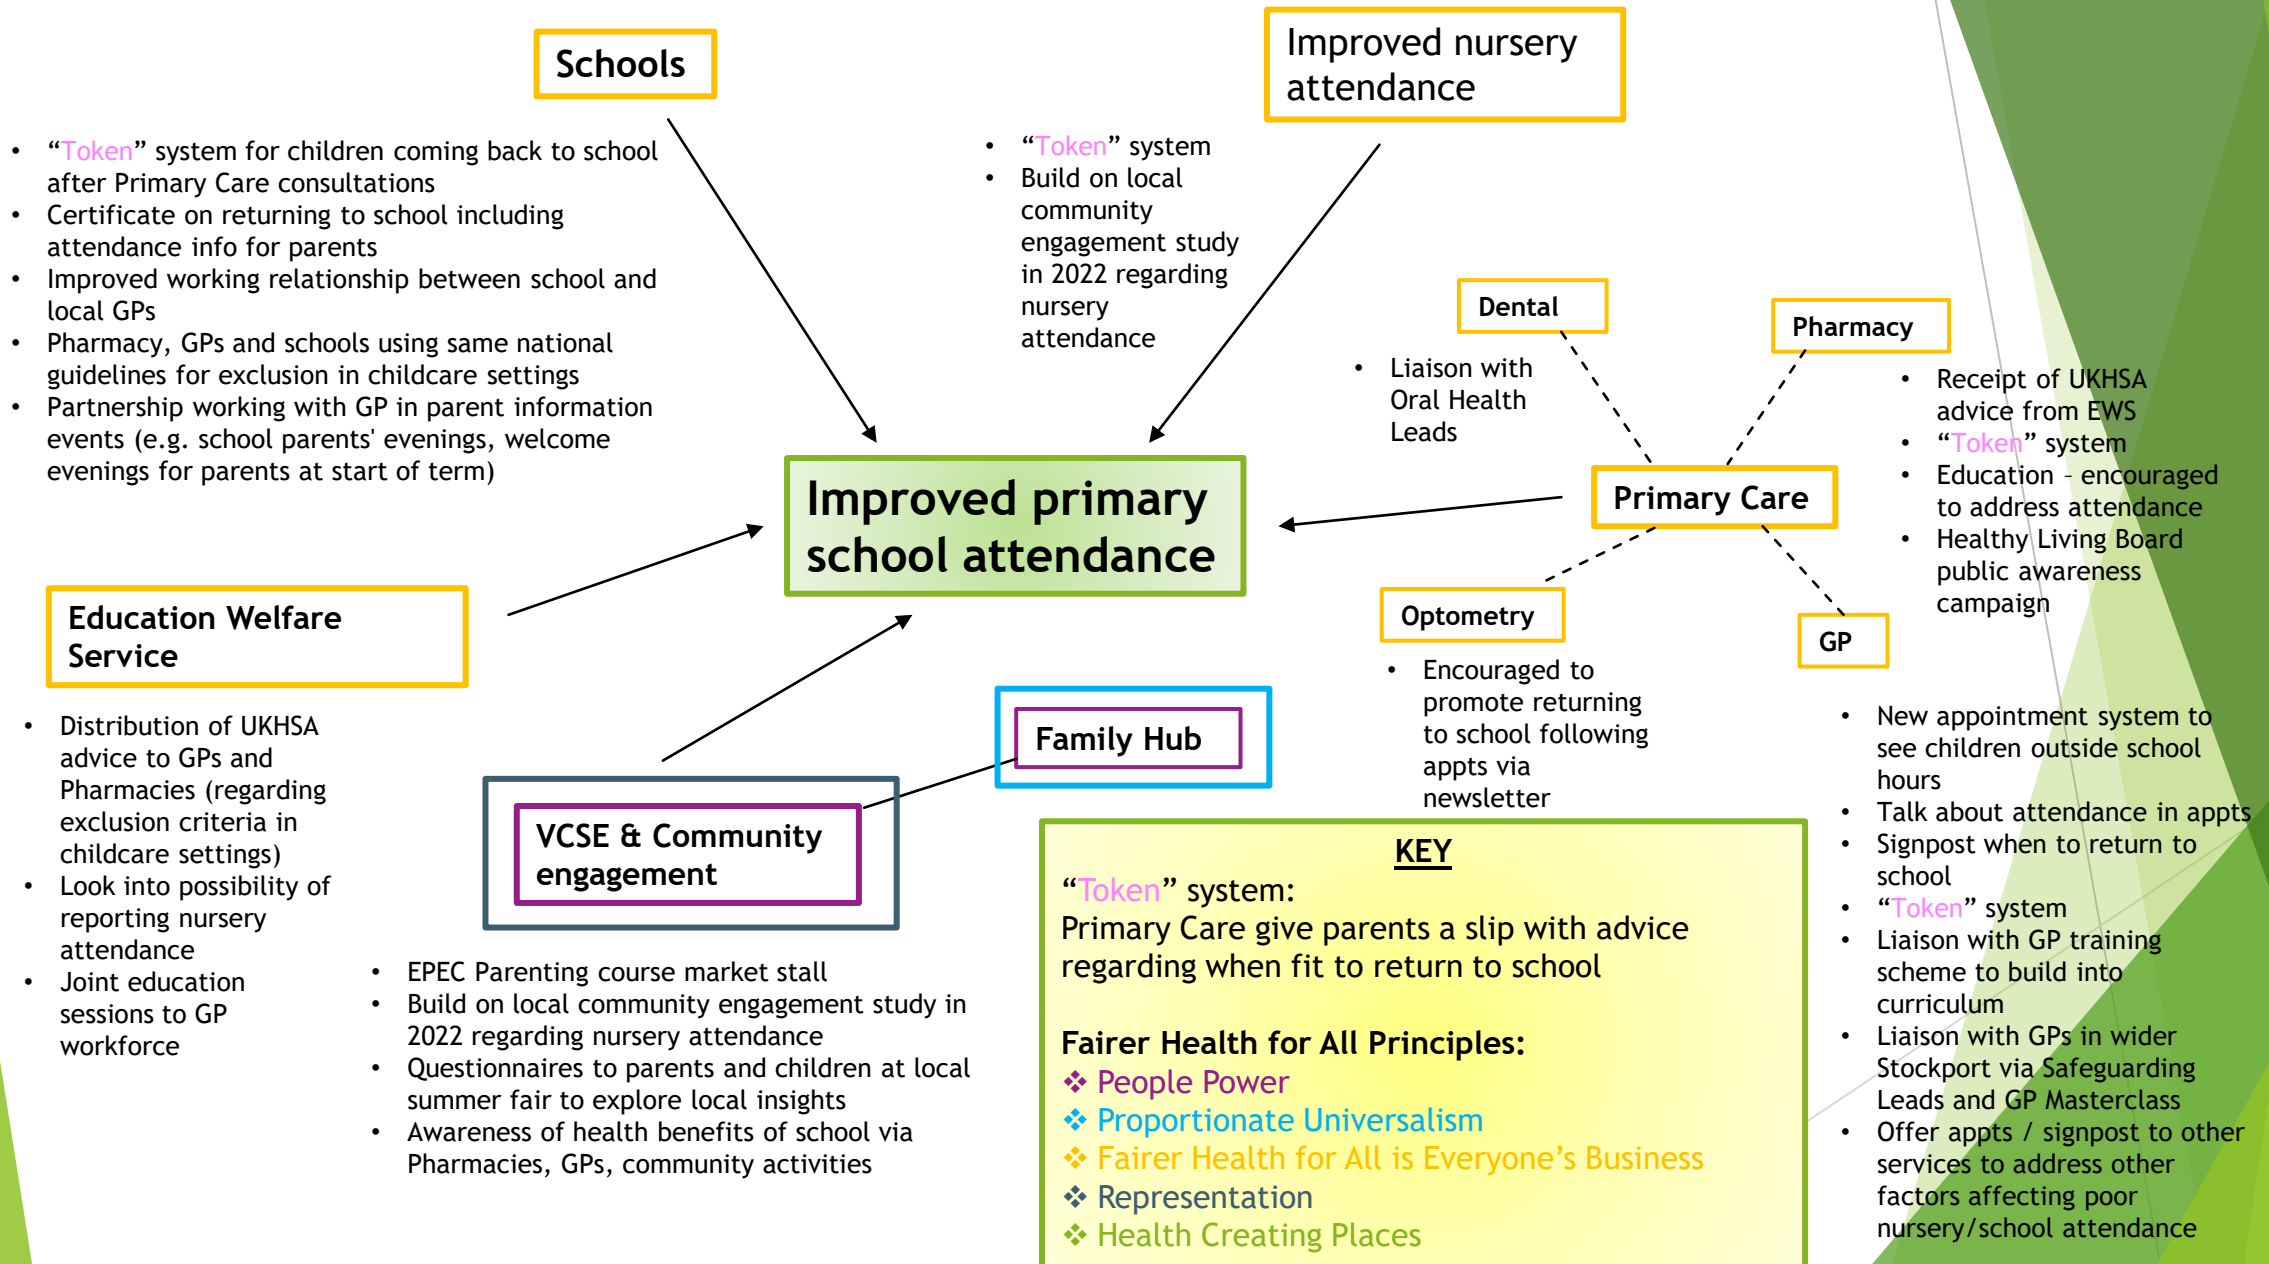 Schools
• “Token” system for children coming back to school
after Primary Care consultations
• Certificate on returning to school including
attendance info for parents
• Improved working relationship between school and
local GPs
• Pharmacy, GPs and schools using same national
guidelines for exclusion in childcare settings
• Partnership working with GP in parent information
events (e.g. school parents' evenings, welcome
evenings for parents at start of term)
Improved nursery
attendance
• “Token” system
• Build on local
community
engagement study
in 2022 regarding
nursery
attendance
Dental
• Liaison with
Oral Health
Leads
Pharmacy
• Receipt of UKHSA
advice from EWS
• “Token” system
• Education – encouraged
to address attendance
• Healthy Living Board
public awareness
campaign
Improved primary
school attendance
Primary Care
Education Welfare
Service
• Distribution of UKHSA
advice to GPs and
Pharmacies (regarding
exclusion criteria in
childcare settings)
• Look into possibility of
reporting nursery
attendance
• Joint education
sessions to GP
workforce
Optometry
• Encouraged to
promote returning
to school following
appts via
newsletter
GP
• New appointment system to
see children outside school
hours
• Talk about attendance in appts
• Signpost when to return to
school
• “Token” system
• Liaison with GP training
scheme to build into
curriculum
• Liaison with GPs in wider
Stockport via Safeguarding
Leads and GP Masterclass
• Offer appts / signpost to other
services to address other
factors affecting poor
nursery/school attendance
Family Hub
VCSE & Community
engagement
• EPEC Parenting course market stall
• Build on local community engagement study in
2022 regarding nursery attendance
• Questionnaires to parents and children at local
summer fair to explore local insights
• Awareness of health benefits of school via
Pharmacies, GPs, community activities
KEY
“Token” system:
Primary Care give parents a slip with advice
regarding when fit to return to school
Fairer Health for All Principles:
❖ People Power
❖ Proportionate Universalism
❖ Fairer Health for All is Everyone’s Business
❖ Representation
❖ Health Creating Places